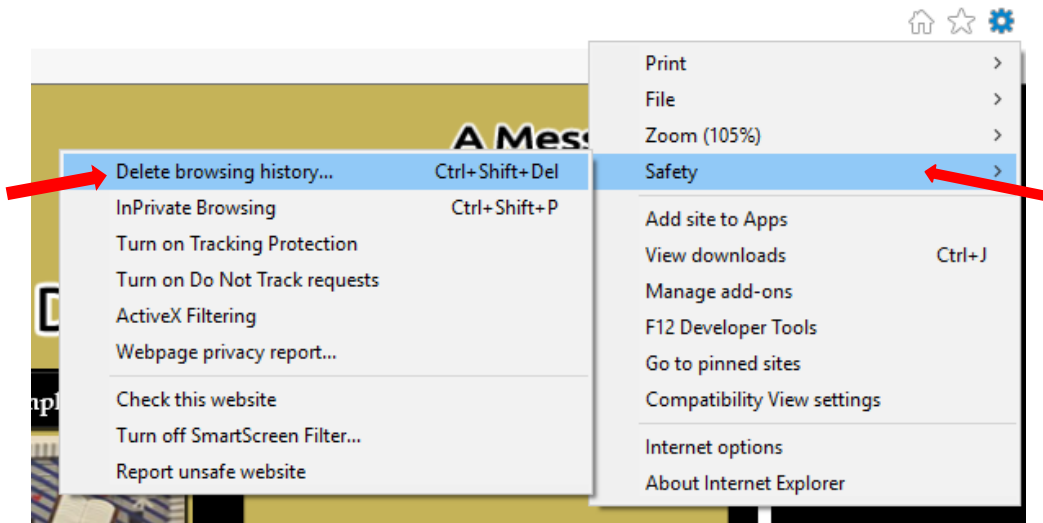 Print
File
A Mess
Zoom (105%)
Delete browsing history... Ctrl+Shift+Del
Safety
InPrivate Browsing Ctrl+Shift+P
Turn on Tracking Protection
Turn on Do Not Track requests
ActiveX Filtering
Webpage privacy report...
Check this website
Turn off SmartScreen Filter...
Report unsafe website
Add site to Apps
View downloads Ctrl+J
Manage add-ons
F12 Developer Tools
Go to pinned sites
Compatibility View settings
Internet options
About Internet Explorer